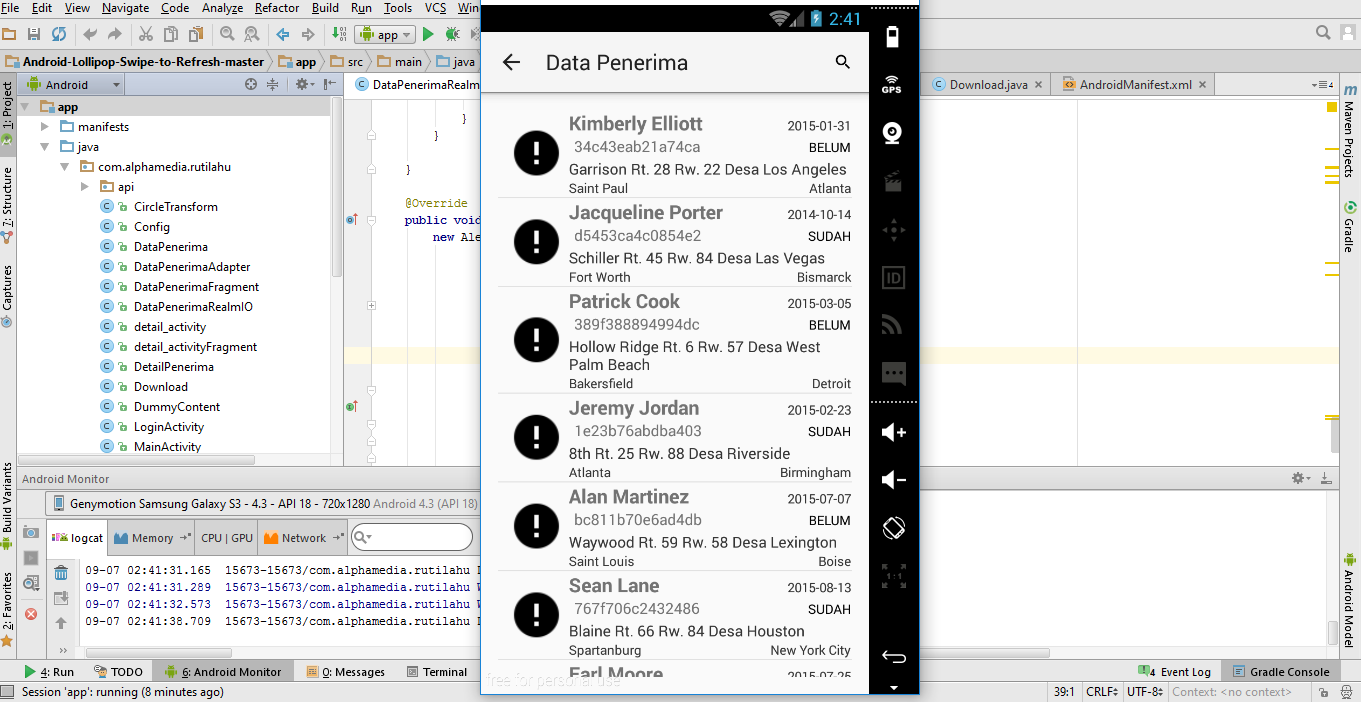 File Edit View Navigate Code Analyze Refactor Build Run Tools VCS Win
app
Android-Lollipop-Swipe-to-Refresh-master app src main java
Android
DataPenerimaRealm
Download.java
AndroidManifest.xml
4
1: Project
7: Structure
Captures
Build Variants
2: Favorites
app
manifests
java
com.alphamedia.rutilahu
api
CircleTransform
Config
DataPenerima
DataPenerimaAdapter
DataPenerimaFragment
DataPenerimaRealmIO
detail_activity
detail_activityFragment
DetailPenerima
Download
DummyContent
LoginActivity
MainActivity
}
}
}
@Override
public void
new Ale
2:41
Data Penerima
Kimberly Elliott 2015-01-31
34c43eab21a74ca BELUM
Garrison Rt. 28 Rw. 22 Desa Los Angeles
Saint Paul Atlanta
Jacqueline Porter 2014-10-14
d5453ca4c0854e2 SUDAH
Schiller Rt. 45 Rw. 84 Desa Las Vegas
Fort Worth Bismarck
Patrick Cook 2015-03-05
389f388894994dc BELUM
Hollow Ridge Rt. 6 Rw. 57 Desa West
Palm Beach
Bakersfield Detroit
Jeremy Jordan 2015-02-23
1e23b76abdba403 SUDAH
8th Rt. 25 Rw. 88 Desa Riverside
Atlanta Birmingham
Alan Martinez 2015-07-07
bc811b70e6ad4db BELUM
Waywood Rt. 59 Rw. 58 Desa Lexington
Saint Louis Boise
Sean Lane 2015-08-13
767f706c2432486 SUDAH
Blaine Rt. 66 Rw. 84 Desa Houston
Spartanburg New York City
Earl Moore 2015-07-25
free for personal use
GPS
ID
1:1
Maven Projects
Gradle
Android Model
Android Monitor
Genymotion Samsung Galaxy S3 - 4.3 - API 18 - 720x1280 Android 4.3 (API 18)
logcat Memory CPU | GPU Network
09-07 02:41:31.165 15673-15673/com.alphamedia.rutilahu
09-07 02:41:31.289 15673-15673/com.alphamedia.rutilahu
09-07 02:41:32.573 15673-15673/com.alphamedia.rutilahu
09-07 02:41:38.709 15673-15673/com.alphamedia.rutilahu
4: Run TODO 6: Android Monitor 0: Messages Terminal 4 Event Log Gradle Console
Session 'app': running (8 minutes ago) 39:1 CRLF UTF-8 Context: <no context>